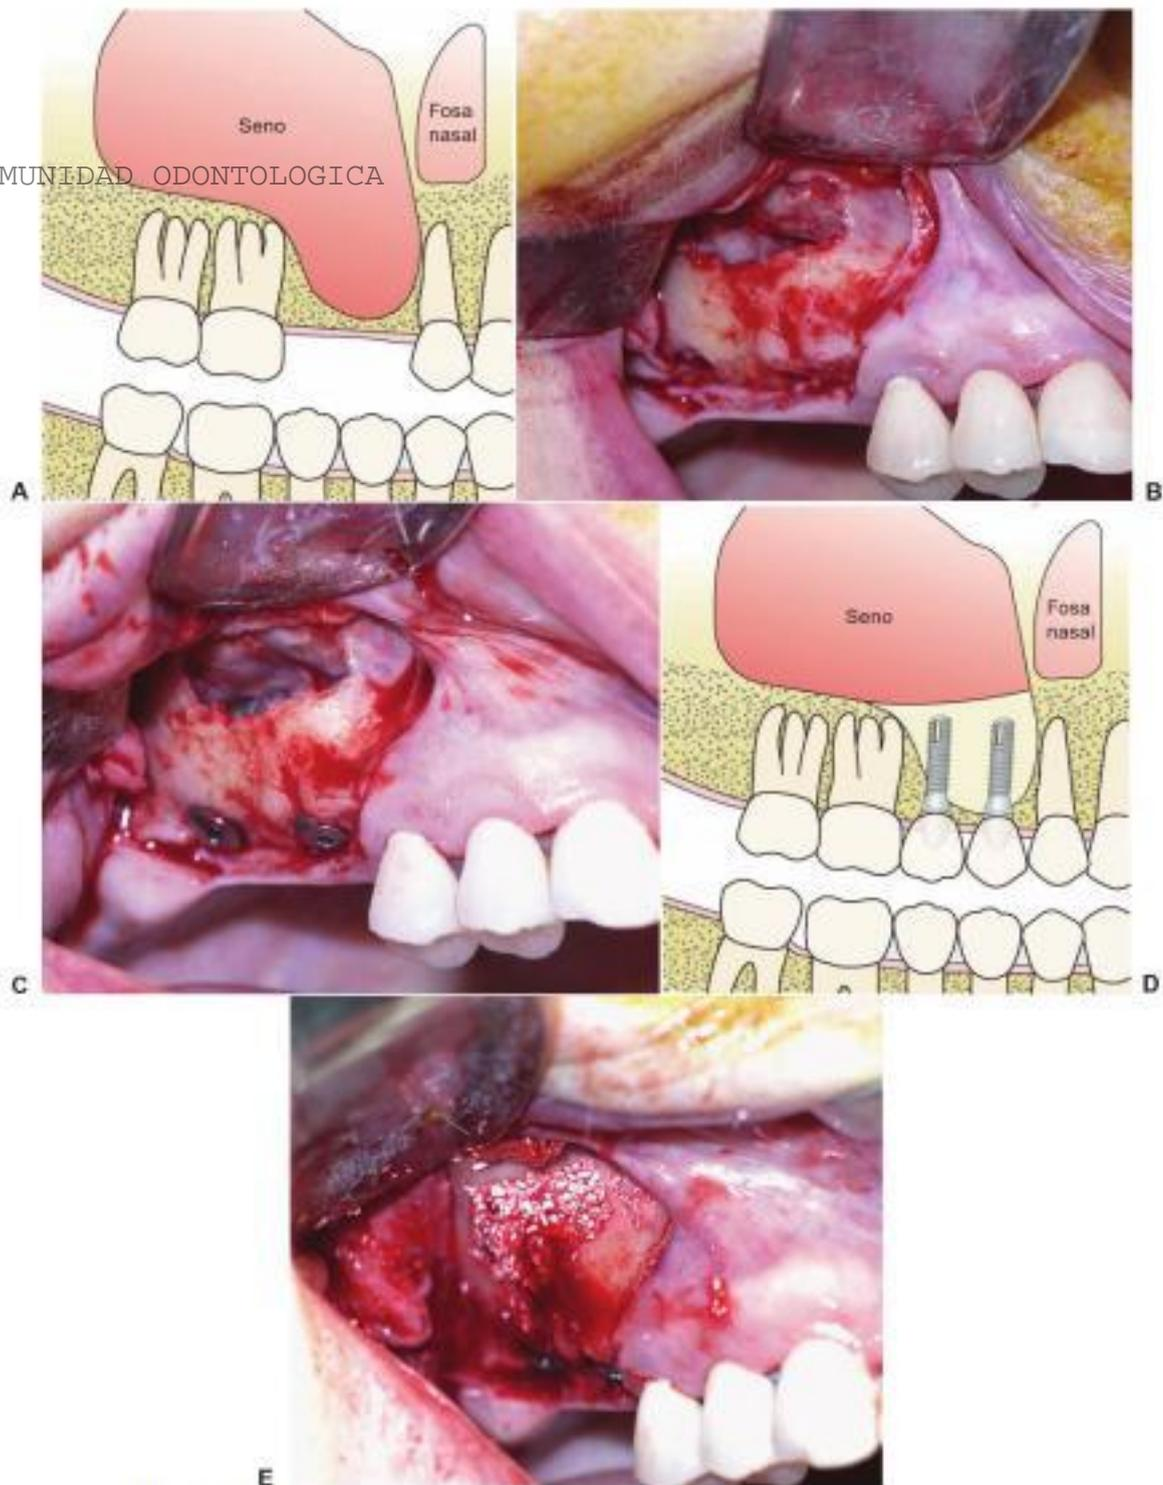 Seno
Fosa
nasal
MUNIDAD ODONTOLOGICA
A
B
C
Seno
Fosa
nasal
D
E